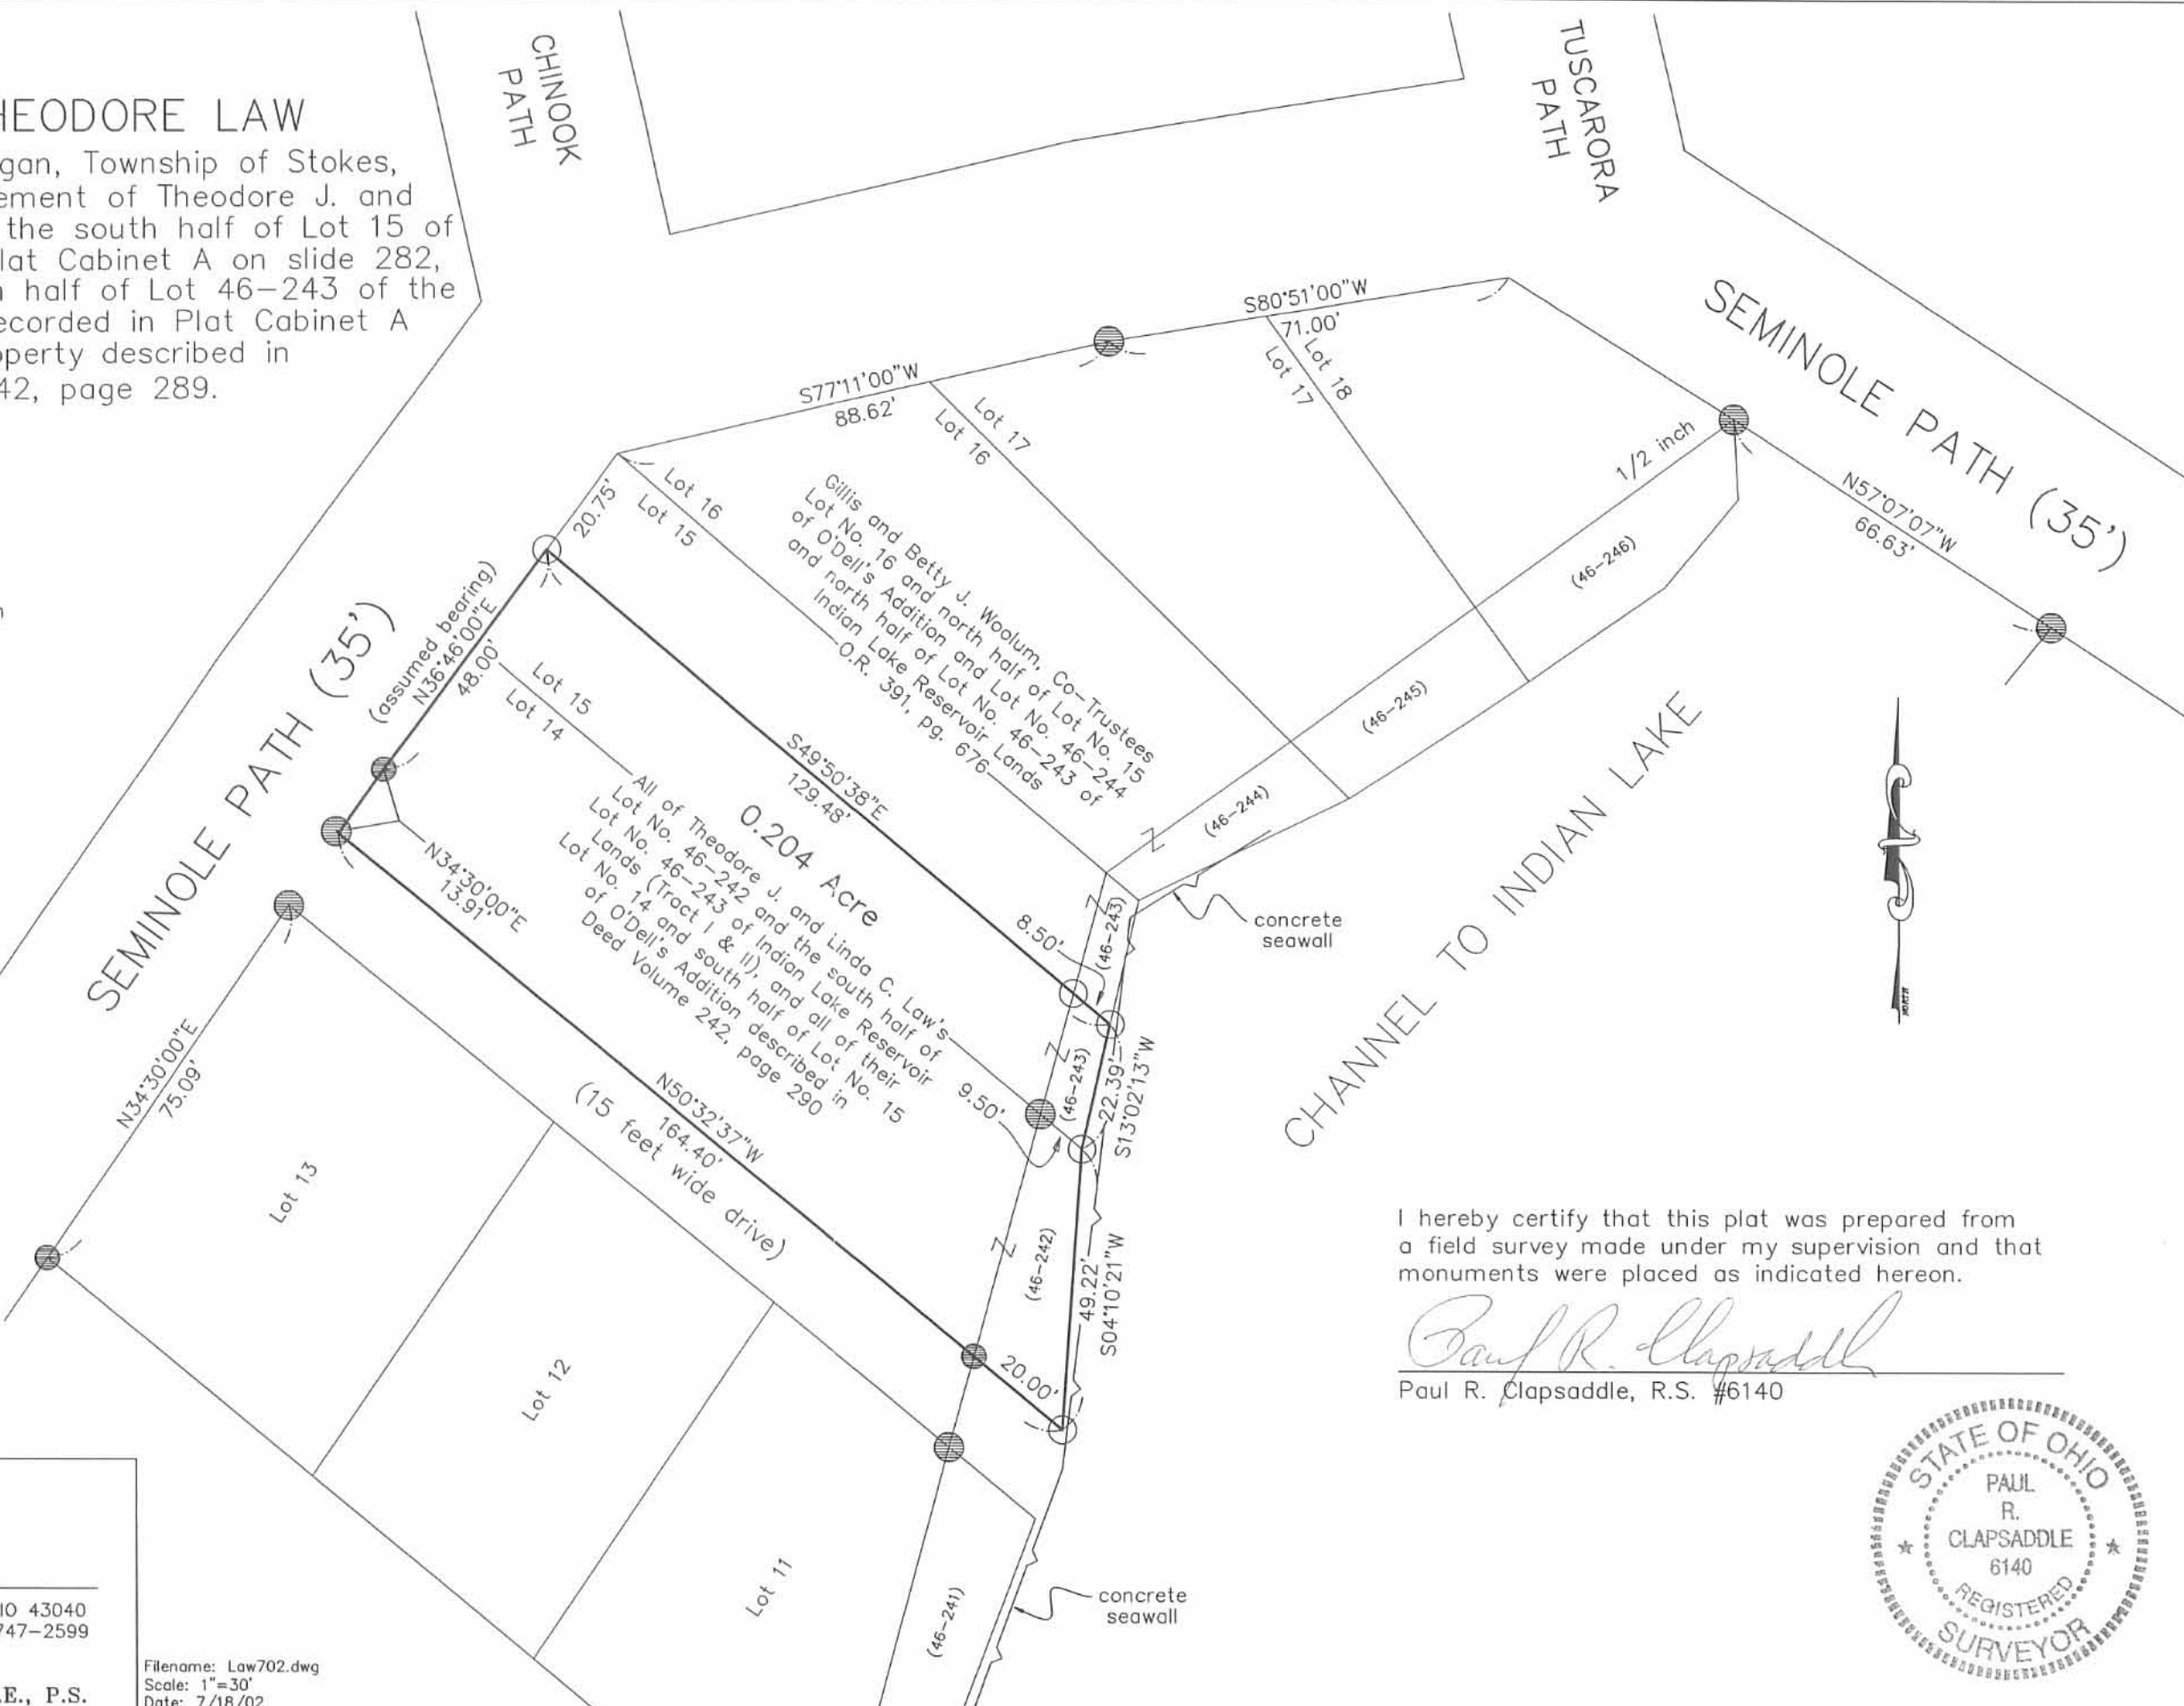 HEODORE LAW
gan, Township of Stokes,
ement of Theodore J. and
the south half of Lot 15 of
lat Cabinet A on slide 282,
half of Lot 46-243 of the
ecorded in Plat Cabinet A
operty described in
42, page 289.
CHINOOK
PATH
TUSCARORA
PATH
SEMINOLE PATH (35')
S80°51'00"W
71.00'
Lot 18
Lot 17
S77°11'00"W
88.62'
Lot 17
Lot 16
1/2 inch
N57°07'07"W
66.63'
(46-246)
(46-245)
(46-244)
20.75'
Lot 16
Lot 15
Gillis and Betty J. Woolum, Co-Trustees
Lot No. 16 and north half of Lot No. 15
of O'Dell's Addition and Lot No. 46-244
and north half of Lot No. 46-243 of
Indian Lake Reservoir Lands
O.R. 391, pg. 676
(assumed bearing)
N36°46'00"E
48.00'
SEMINOLE PATH (35')
Lot 15
Lot 14
S49°50'38"E
129.48'
0.204 Acre
All of Theodore J. and Linda C. Law's
Lot No. 46-242 and the south half of
Lot No. 46-243 of Indian Lake Reservoir
Lands (Tract I & II), and all of their
Lot No. 14 and south half of Lot No. 15
of O'Dell's Addition described in
Deed Volume 242, page 290
N34°30'00"E
13.91'
8.50'
(46-243)
concrete
seawall
CHANNEL TO INDIAN LAKE
NORTH
(46-243)
22.39'
S13°02'13"W
9.50'
N50°32'37"W
164.40'
(15 feet wide drive)
N34°30'00"E
75.09'
Lot 13
Lot 12
Lot 11
(46-242)
49.22'
S04°10'21"W
20.00'
(46-241)
concrete
seawall
I hereby certify that this plat was prepared from
a field survey made under my supervision and that
monuments were placed as indicated hereon.
Paul R. Clapsaddle
Paul R. Clapsaddle, R.S. #6140
STATE OF OHIO
PAUL
R.
CLAPSADDLE
6140
REGISTERED
SURVEYOR
IO 43040
747-2599
.E., P.S.
Filename: Law702.dwg
Scale: 1"=30'
Date: 7/18/02